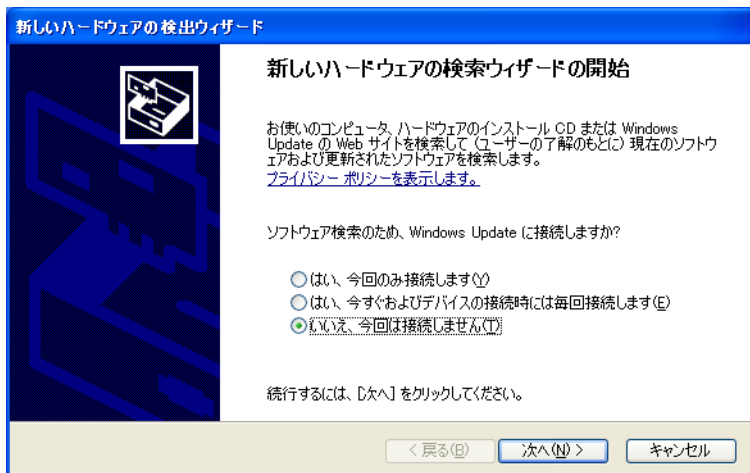 新しいハードウェアの検出ウィザード
新しいハードウェアの検索ウィザードの開始
お使いのコンピュータ、ハードウェアのインストール CD または Windows
Update の Web サイトを検索して (ユーザーの了解のもとに) 現在のソフトウ
ェアおよび更新されたソフトウェアを検索します。
プライバシー ポリシーを表示します。
ソフトウェア検索のため、Windows Update に接続しますか?
はい、今回のみ接続します(Y)
はい、今すぐおよびデバイスの接続時には毎回接続します(E)
いいえ、今回は接続しません(T)
続行するには、[次へ] をクリックしてください。
< 戻る(B) 次へ(N) > キャンセル